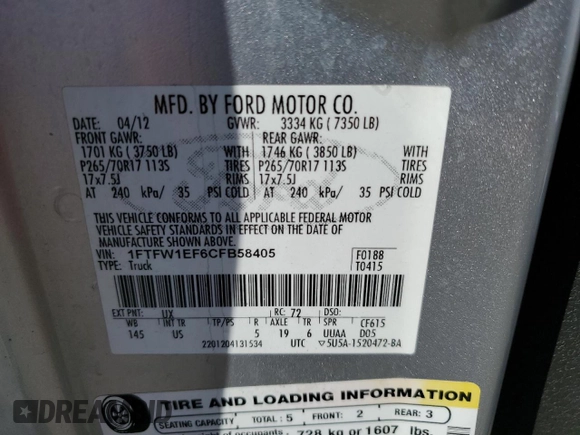 MFD. BY FORD MOTOR CO.
DATE: 04/12 GVWR: 3334 KG ( 7350 LB)
FRONT GAWR: REAR GAWR:
1701 KG ( 3750 LB) WITH 1746 KG ( 3850 LB) WITH
P265/70R17 113S TIRES P265/70R17 113S TIRES
17x7.5J RIMS 17x7.5J RIMS
AT 240 kPa/ 35 PSI COLD AT 240 kPa/ 35 PSI COLD
THIS VEHICLE CONFORMS TO ALL APPLICABLE FEDERAL MOTOR
VEHICLE SAFETY STANDARDS IN EFFECT ON THE DATE OF
MANUFACTURE SHOWN ABOVE.
VIN: 1FTFW1EF6CFB58405 F0188
TYPE: Truck T0415
EXT PNT: UX RC: 72 DSO:
WB INT TR TP/PS R AXLE TR SPR CF615
145 US 5 19 6 UUAA D05
2201204131534 UTC 5U5A-1520472-BA
TIRE AND LOADING INFORMATION
CAPACITY TOTAL: 5 FRONT: 2 REAR: 3
of occupants 728 kg or 1607 lbs.